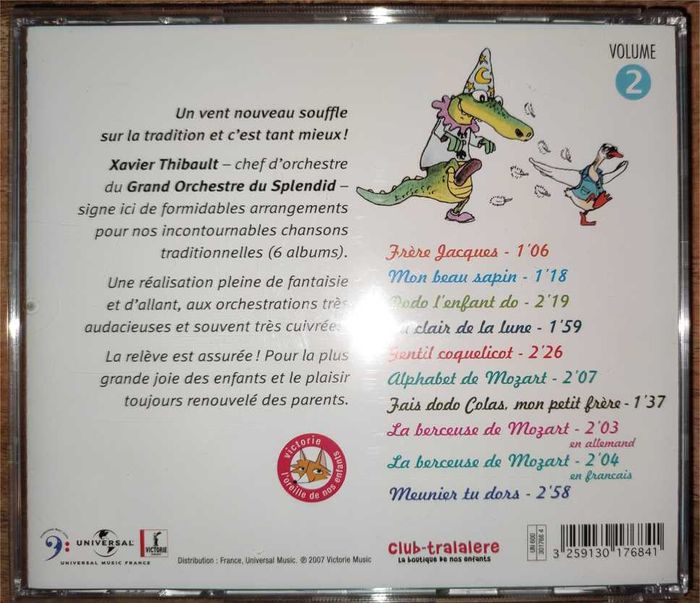 VOLUME
2
Un vent nouveau souffle
sur la tradition et c'est tant mieux !
Xavier Thibault – chef d'orchestre
du Grand Orchestre du Splendid –
signe ici de formidables arrangements
pour nos incontournables chansons
traditionnelles (6 albums).
Une réalisation pleine de fantaisie
et d'allant, aux orchestrations très
audacieuses et souvent très cuivrées.
La relève est assurée ! Pour la plus
grande joie des enfants et le plaisir
toujours renouvelé des parents.
Frère Jacques - 1'06
Mon beau sapin - 1'18
Dodo l'enfant do - 2'19
clair de la lune - 1'59
Gentil coquelicot - 2'26
Alphabet de Mozart - 2'07
Fais dodo Colas, mon petit frère - 1'37
La berceuse de Mozart - 2'03
en allemand
La berceuse de Mozart - 2'04
en francais
Meunier tu dors - 2'58
victorie
l'oreille de nos enfants
UNIVERSAL
UNIVERSAL MUSIC FRANCE
VICTORIE
Distribution : France, Universal Music. ℗ 2007 Victorie Music
club-tralalere
La boutique de nos enfants
UN 600
301766 4
3 259130 176841